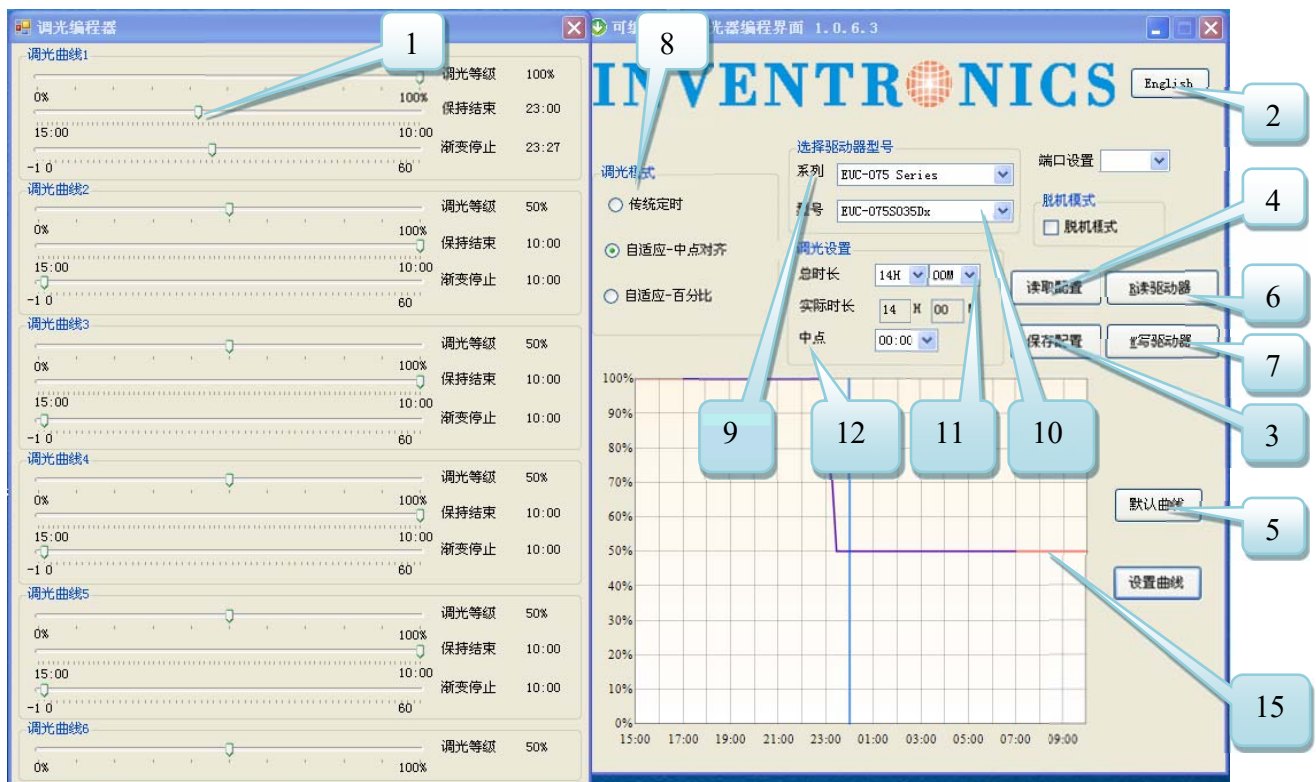 调光编程器
调光曲线1
调光等级 100%
0% 100%
保持结束 23:00
15:00 10:00
渐变停止 23:27
-1 0 60
调光曲线2
调光等级 50%
0% 100%
保持结束 10:00
15:00 10:00
渐变停止 10:00
-1 0 60
调光曲线3
调光等级 50%
0% 100%
保持结束 10:00
15:00 10:00
渐变停止 10:00
-1 0 60
调光曲线4
调光等级 50%
0% 100%
保持结束 10:00
15:00 10:00
渐变停止 10:00
-1 0 60
调光曲线5
调光等级 50%
0% 100%
保持结束 10:00
15:00 10:00
渐变停止 10:00
-1 0 60
调光曲线6
调光等级 50%
0% 100%
1
8
光器编程界面 1.0.6.3
INVENTRONICS
English
2
选择驱动器型号
系列 EUC-075 Series
型号 EUC-075S035Dx
端口设置
脱机模式
脱机模式
4
调光模式
传统定时
自适应-中点对齐
自适应-百分比
调光设置
总时长 14H 00M
实际时长 14 H 00
中点 00:00
读取配置 R读驱动器
6
保存配置 W写驱动器
7
9
12
11
10
3
100%
90%
80%
70%
60%
50%
40%
30%
20%
10%
0%
15:00 17:00 19:00 21:00 23:00 01:00 03:00 05:00 07:00 09:00
默认曲线
5
设置曲线
15